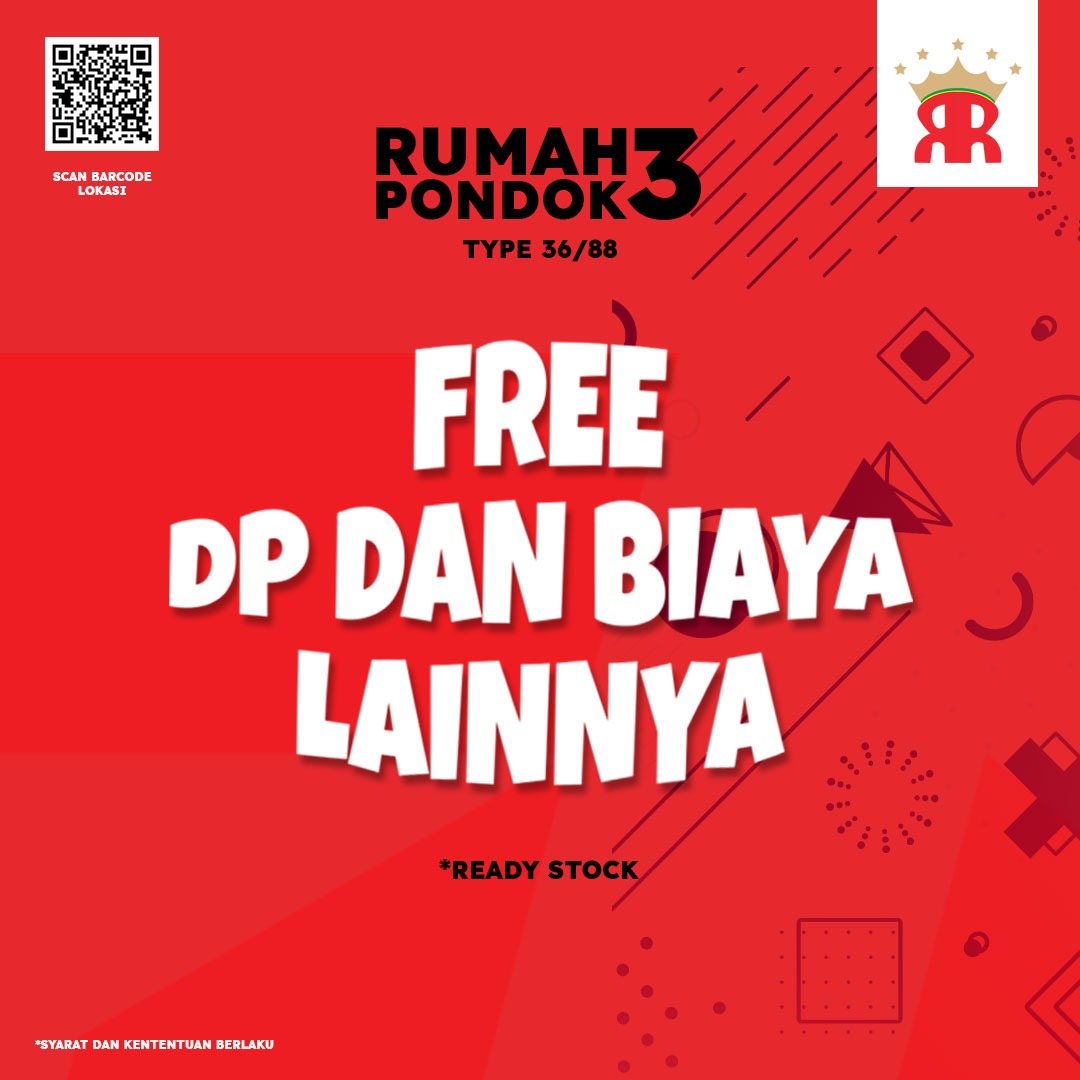 SCAN BARCODE
LOKASI
RUMAH
PONDOK 3
TYPE 36/88
RR
FREE
DP DAN BIAYA
LAINNYA
*READY STOCK
*SYARAT DAN KENTENTUAN BERLAKU